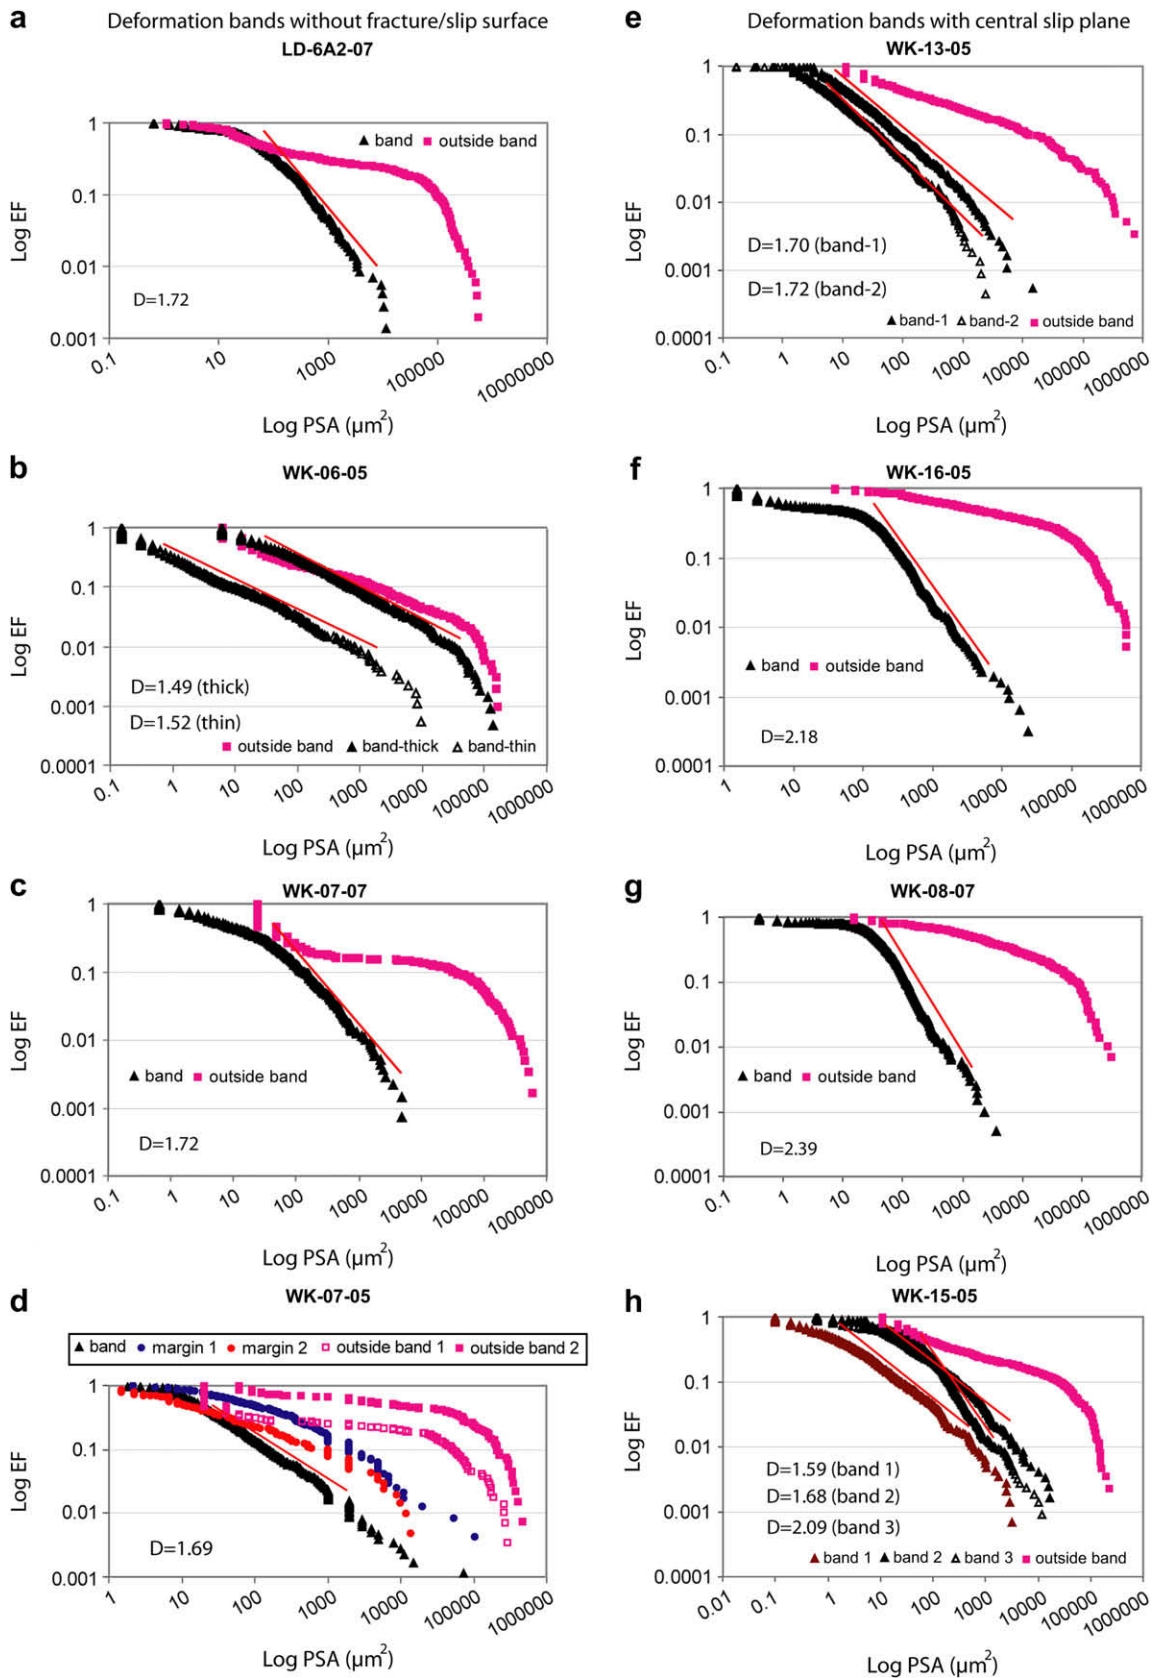 a Deformation bands without fracture/slip surface
LD-6A2-07
Log EF
1
0.1
0.01
0.001
band outside band
D=1.72
0.1 10 1000 100000 10000000
Log PSA (µm²)
b
WK-06-05
Log EF
1
0.1
0.01
0.001
0.0001
D=1.49 (thick)
D=1.52 (thin)
outside band band-thick band-thin
0.1 1 10 100 1000 10000 100000 1000000
Log PSA (µm²)
c
WK-07-07
Log EF
1
0.1
0.01
0.001
0.0001
band outside band
D=1.72
0.1 1 10 100 1000 10000 100000 1000000
Log PSA (µm²)
d
WK-07-05
band margin 1 margin 2 outside band 1 outside band 2
Log EF
1
0.1
0.01
0.001
D=1.69
1 10 100 1000 10000 100000 1000000
Log PSA (µm²)
e Deformation bands with central slip plane
WK-13-05
Log EF
1
0.1
0.01
0.001
0.0001
D=1.70 (band-1)
D=1.72 (band-2)
band-1 band-2 outside band
0.1 1 10 100 1000 10000 100000 1000000
Log PSA (µm²)
f
WK-16-05
Log EF
1
0.1
0.01
0.001
0.0001
band outside band
D=2.18
1 10 100 1000 10000 100000 1000000
Log PSA (µm²)
g
WK-08-07
Log EF
1
0.1
0.01
0.001
0.0001
band outside band
D=2.39
0.1 1 10 100 1000 10000 100000 1000000
Log PSA (µm²)
h
WK-15-05
Log EF
1
0.1
0.01
0.001
0.0001
D=1.59 (band 1)
D=1.68 (band 2)
D=2.09 (band 3)
band 1 band 2 band 3 outside band
0.01 0.1 1 10 100 1000 10000 100000 1000000
Log PSA (µm²)